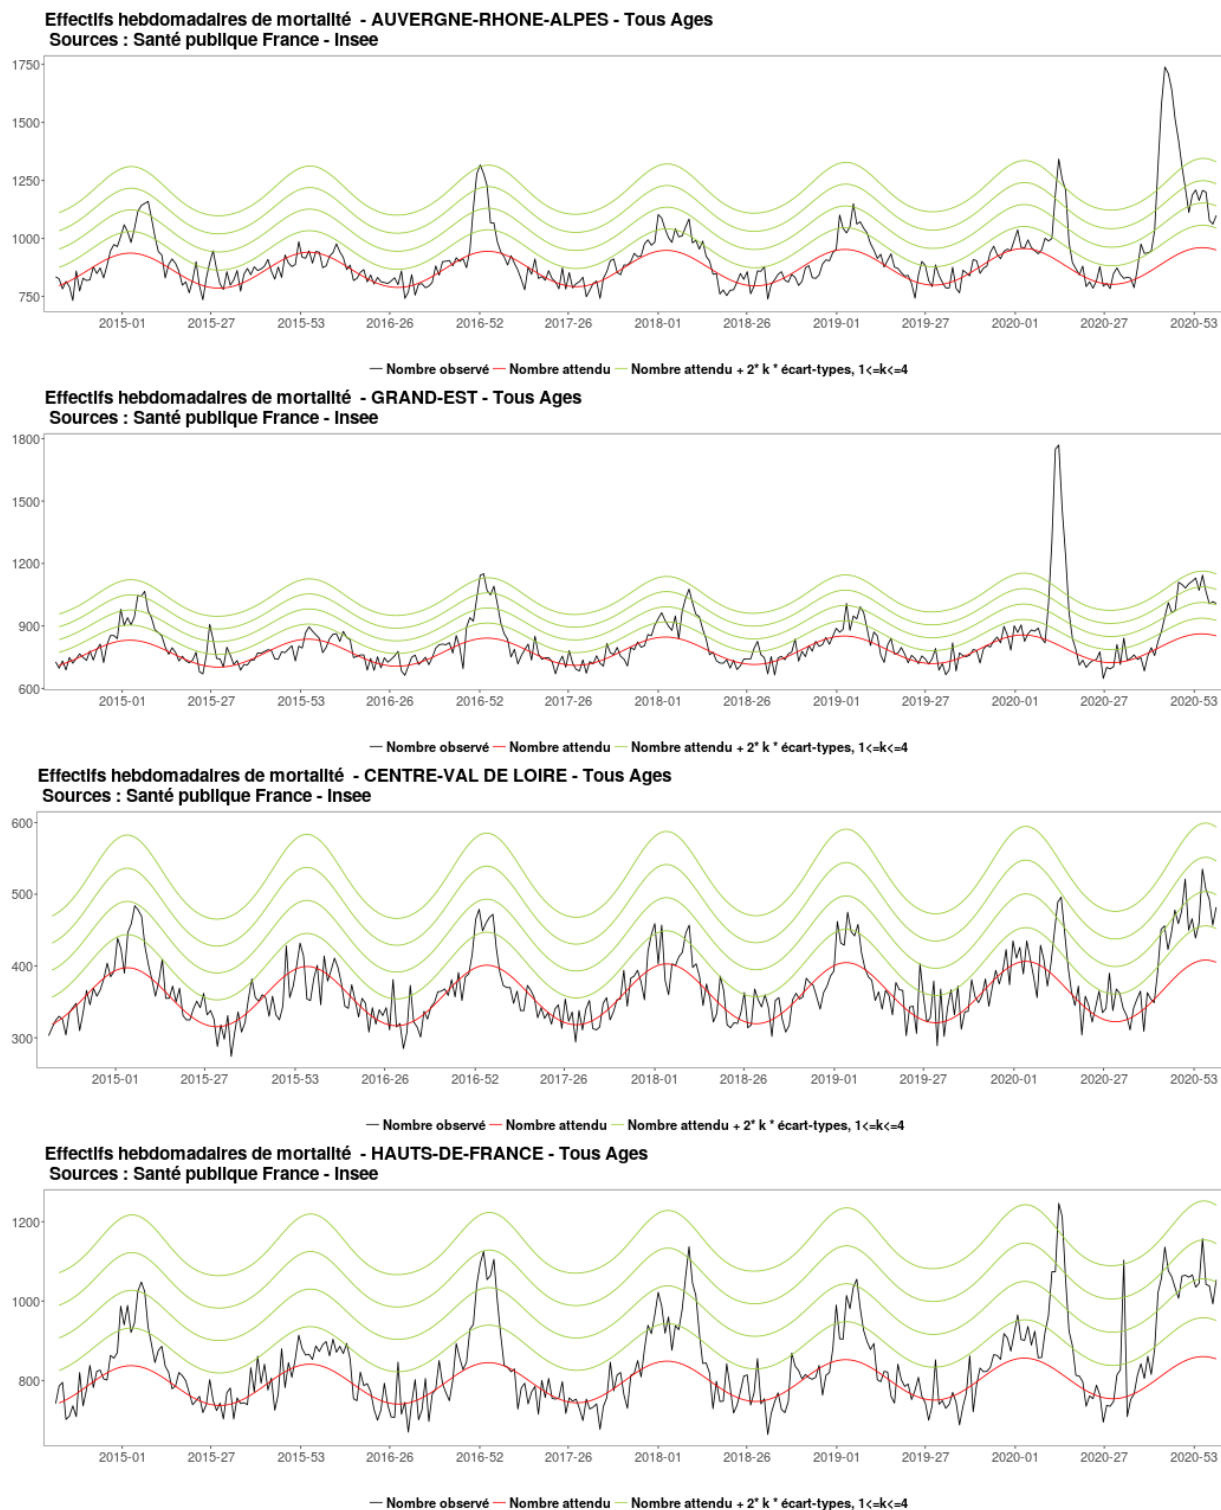 Effectifs hebdomadaires de mortalité - AUVERGNE-RHONE-ALPES - Tous Ages
Sources : Santé publique France - Insee
1750
1500
1250
1000
750
2015-01 2015-27 2015-53 2016-26 2016-52 2017-26 2018-01 2018-26 2019-01 2019-27 2020-01 2020-27 2020-53
Nombre observé Nombre attendu Nombre attendu + 2* k * écart-types, 1<=k<=4
Effectifs hebdomadaires de mortalité - GRAND-EST - Tous Ages
Sources : Santé publique France - Insee
1800
1500
1200
900
600
2015-01 2015-27 2015-53 2016-26 2016-52 2017-26 2018-01 2018-26 2019-01 2019-27 2020-01 2020-27 2020-53
Nombre observé Nombre attendu Nombre attendu + 2* k * écart-types, 1<=k<=4
Effectifs hebdomadaires de mortalité - CENTRE-VAL DE LOIRE - Tous Ages
Sources : Santé publique France - Insee
600
500
400
300
2015-01 2015-27 2015-53 2016-26 2016-52 2017-26 2018-01 2018-26 2019-01 2019-27 2020-01 2020-27 2020-53
Nombre observé Nombre attendu Nombre attendu + 2* k * écart-types, 1<=k<=4
Effectifs hebdomadaires de mortalité - HAUTS-DE-FRANCE - Tous Ages
Sources : Santé publique France - Insee
1200
1000
800
2015-01 2015-27 2015-53 2016-26 2016-52 2017-26 2018-01 2018-26 2019-01 2019-27 2020-01 2020-27 2020-53
Nombre observé Nombre attendu Nombre attendu + 2* k * écart-types, 1<=k<=4